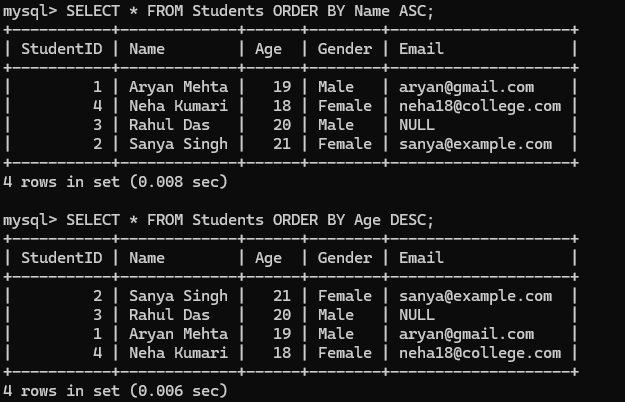 mysql> SELECT * FROM Students ORDER BY Name ASC;
+-----------+-------------+------+--------+--------------------+
| StudentID | Name        | Age  | Gender | Email              |
+-----------+-------------+------+--------+--------------------+
|         1 | Aryan Mehta |   19 | Male   | aryan@gmail.com    |
|         4 | Neha Kumari |   18 | Female | neha18@college.com |
|         3 | Rahul Das   |   20 | Male   | NULL               |
|         2 | Sanya Singh |   21 | Female | sanya@example.com  |
+-----------+-------------+------+--------+--------------------+
4 rows in set (0.008 sec)

mysql> SELECT * FROM Students ORDER BY Age DESC;
+-----------+-------------+------+--------+--------------------+
| StudentID | Name        | Age  | Gender | Email              |
+-----------+-------------+------+--------+--------------------+
|         2 | Sanya Singh |   21 | Female | sanya@example.com  |
|         3 | Rahul Das   |   20 | Male   | NULL               |
|         1 | Aryan Mehta |   19 | Male   | aryan@gmail.com    |
|         4 | Neha Kumari |   18 | Female | neha18@college.com |
+-----------+-------------+------+--------+--------------------+
4 rows in set (0.006 sec)